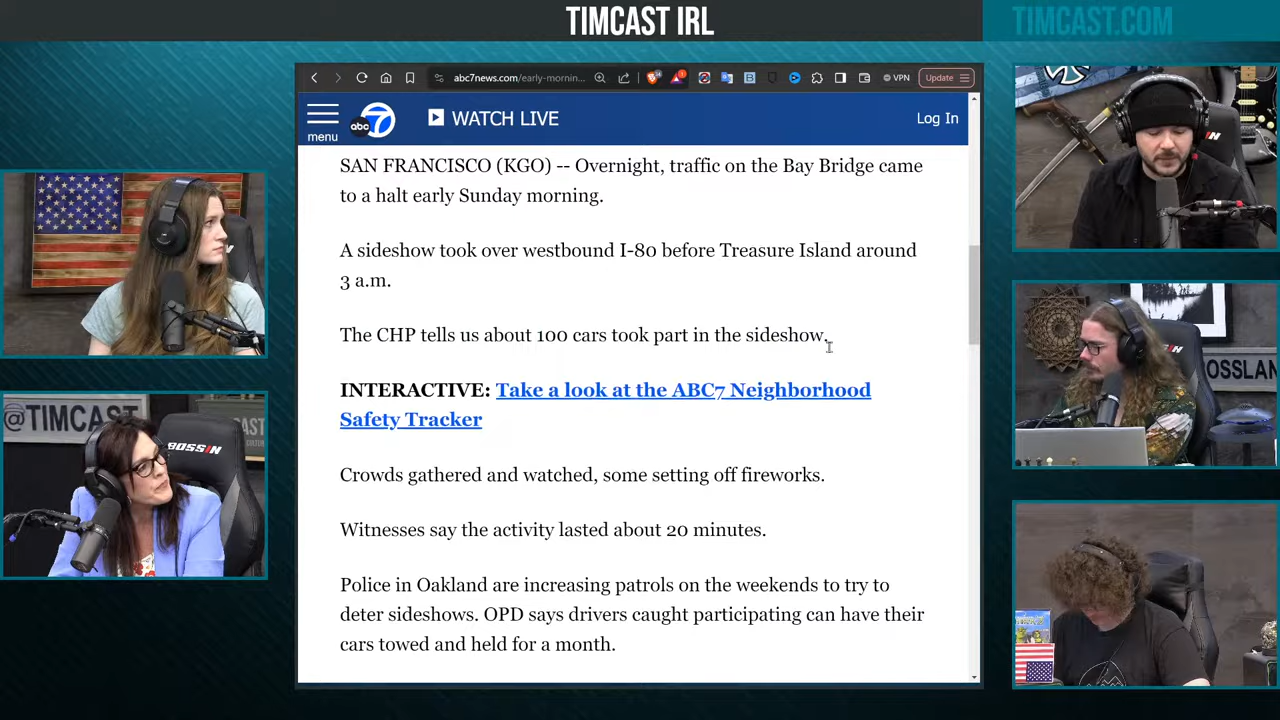 TIMCAST IRL
TIMCAST.COM
abc7news.com/early-mornin...
VPN
Update
menu
abc 7
WATCH LIVE
Log In
SAN FRANCISCO (KGO) -- Overnight, traffic on the Bay Bridge came
to a halt early Sunday morning.
A sideshow took over westbound I-80 before Treasure Island around
3 a.m.
The CHP tells us about 100 cars took part in the sideshow.
INTERACTIVE: Take a look at the ABC7 Neighborhood
Safety Tracker
Crowds gathered and watched, some setting off fireworks.
Witnesses say the activity lasted about 20 minutes.
Police in Oakland are increasing patrols on the weekends to try to
deter sideshows. OPD says drivers caught participating can have their
cars towed and held for a month.
@TIMCAST
CAST
BOSSIN
OSSLAN